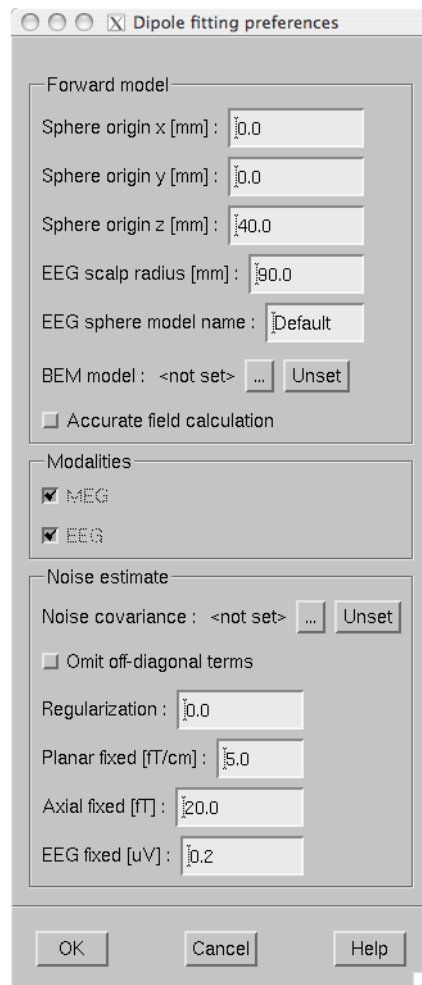 X Dipole fitting preferences
Forward model
Sphere origin x [mm] : 0.0
Sphere origin y [mm] : 0.0
Sphere origin z [mm] : 40.0
EEG scalp radius [mm] : 90.0
EEG sphere model name : Default
BEM model : <not set> ... Unset
Accurate field calculation
Modalities
MEG
EEG
Noise estimate
Noise covariance : <not set> ... Unset
Omit off-diagonal terms
Regularization : 0.0
Planar fixed [fT/cm] : 5.0
Axial fixed [fT] : 20.0
EEG fixed [uV] : 0.2
OK Cancel Help